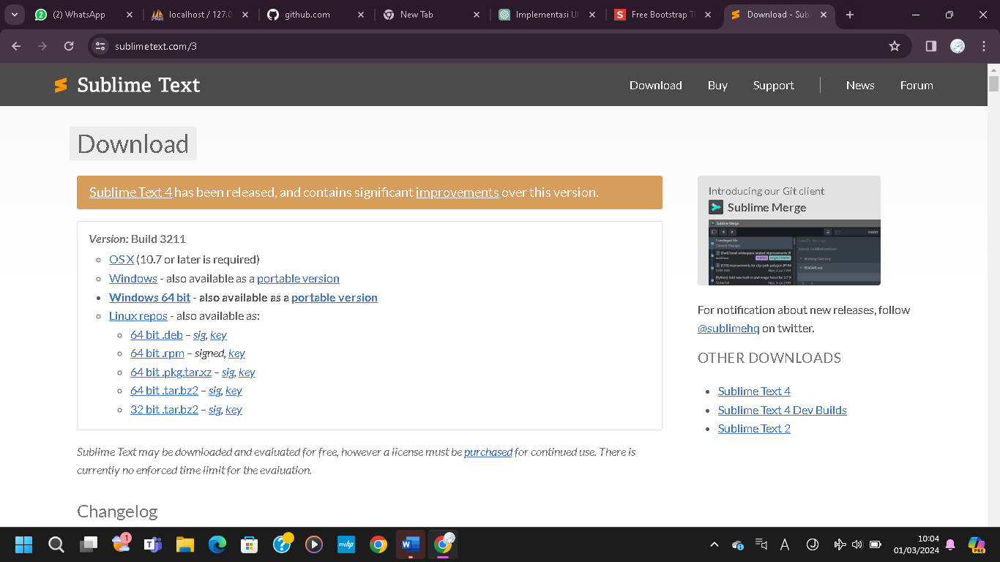 (2) WhatsApp
localhost / 127.0
github.com
New Tab
Implementasi UI
Free Bootstrap Th
Download - Subl
sublimetext.com/3
Sublime Text
Download Buy Support News Forum
Download
Sublime Text 4 has been released, and contains significant improvements over this version.
Version: Build 3211
OS X (10.7 or later is required)
Windows - also available as a portable version
Windows 64 bit - also available as a portable version
Linux repos - also available as:
64 bit .deb – sig, key
64 bit .rpm – signed, key
64 bit .pkg.tar.xz – sig, key
64 bit .tar.bz2 – sig, key
32 bit .tar.bz2 – sig, key
Sublime Text may be downloaded and evaluated for free, however a license must be purchased for continued use. There is
currently no enforced time limit for the evaluation.
Changelog
Introducing our Git client
Sublime Merge
For notification about new releases, follow
@sublimehq on twitter.
OTHER DOWNLOADS
Sublime Text 4
Sublime Text 4 Dev Builds
Sublime Text 2
10:04
01/03/2024